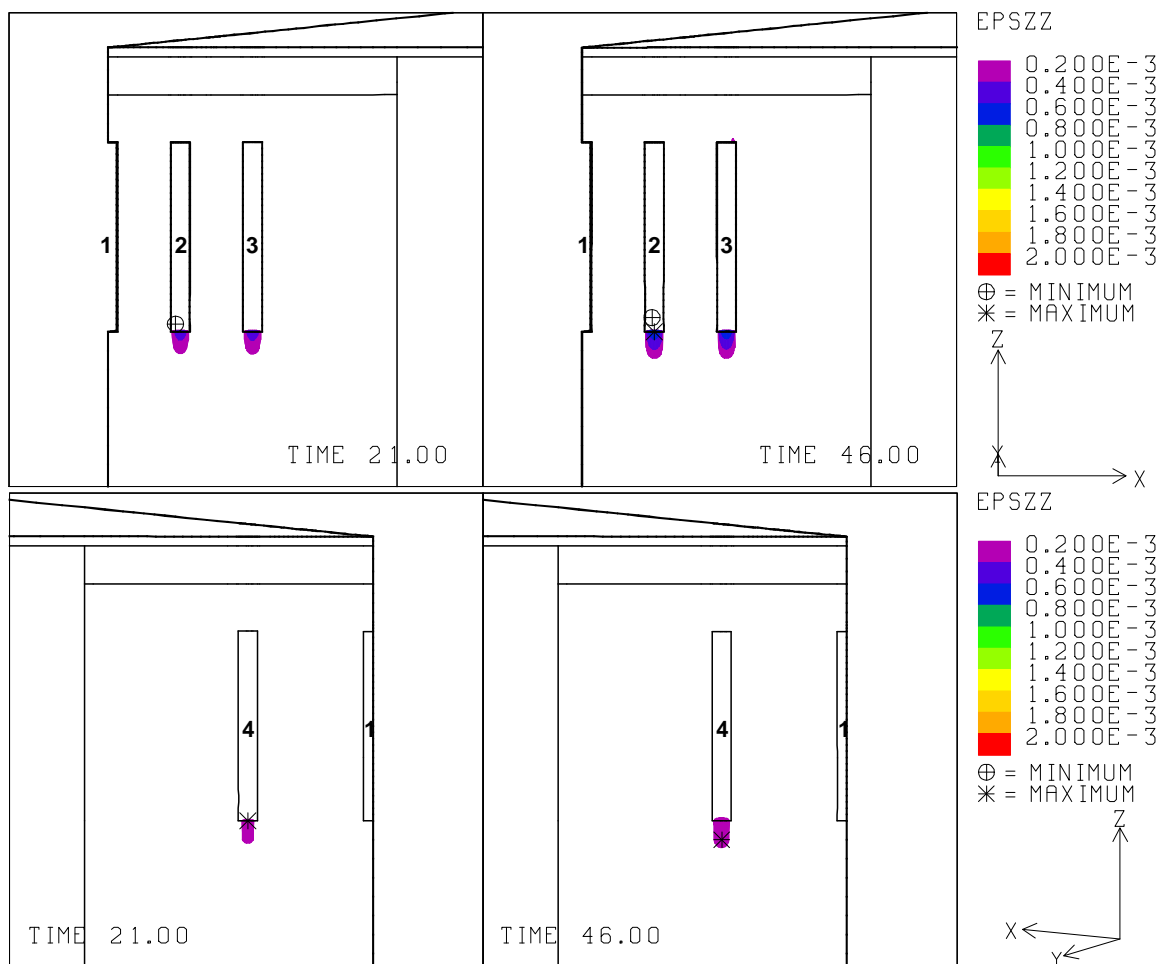 EPSZZ
0.200E-3
0.400E-3
0.600E-3
0.800E-3
1.000E-3
1.200E-3
1.400E-3
1.600E-3
1.800E-3
2.000E-3
⊕ = MINIMUM
✳ = MAXIMUM
1 2 3
1 2 3
TIME 21.00
TIME 46.00
Z
Y
X
EPSZZ
0.200E-3
0.400E-3
0.600E-3
0.800E-3
1.000E-3
1.200E-3
1.400E-3
1.600E-3
1.800E-3
2.000E-3
⊕ = MINIMUM
✳ = MAXIMUM
4 1
4 1
TIME 21.00
TIME 46.00
Z
X
Y